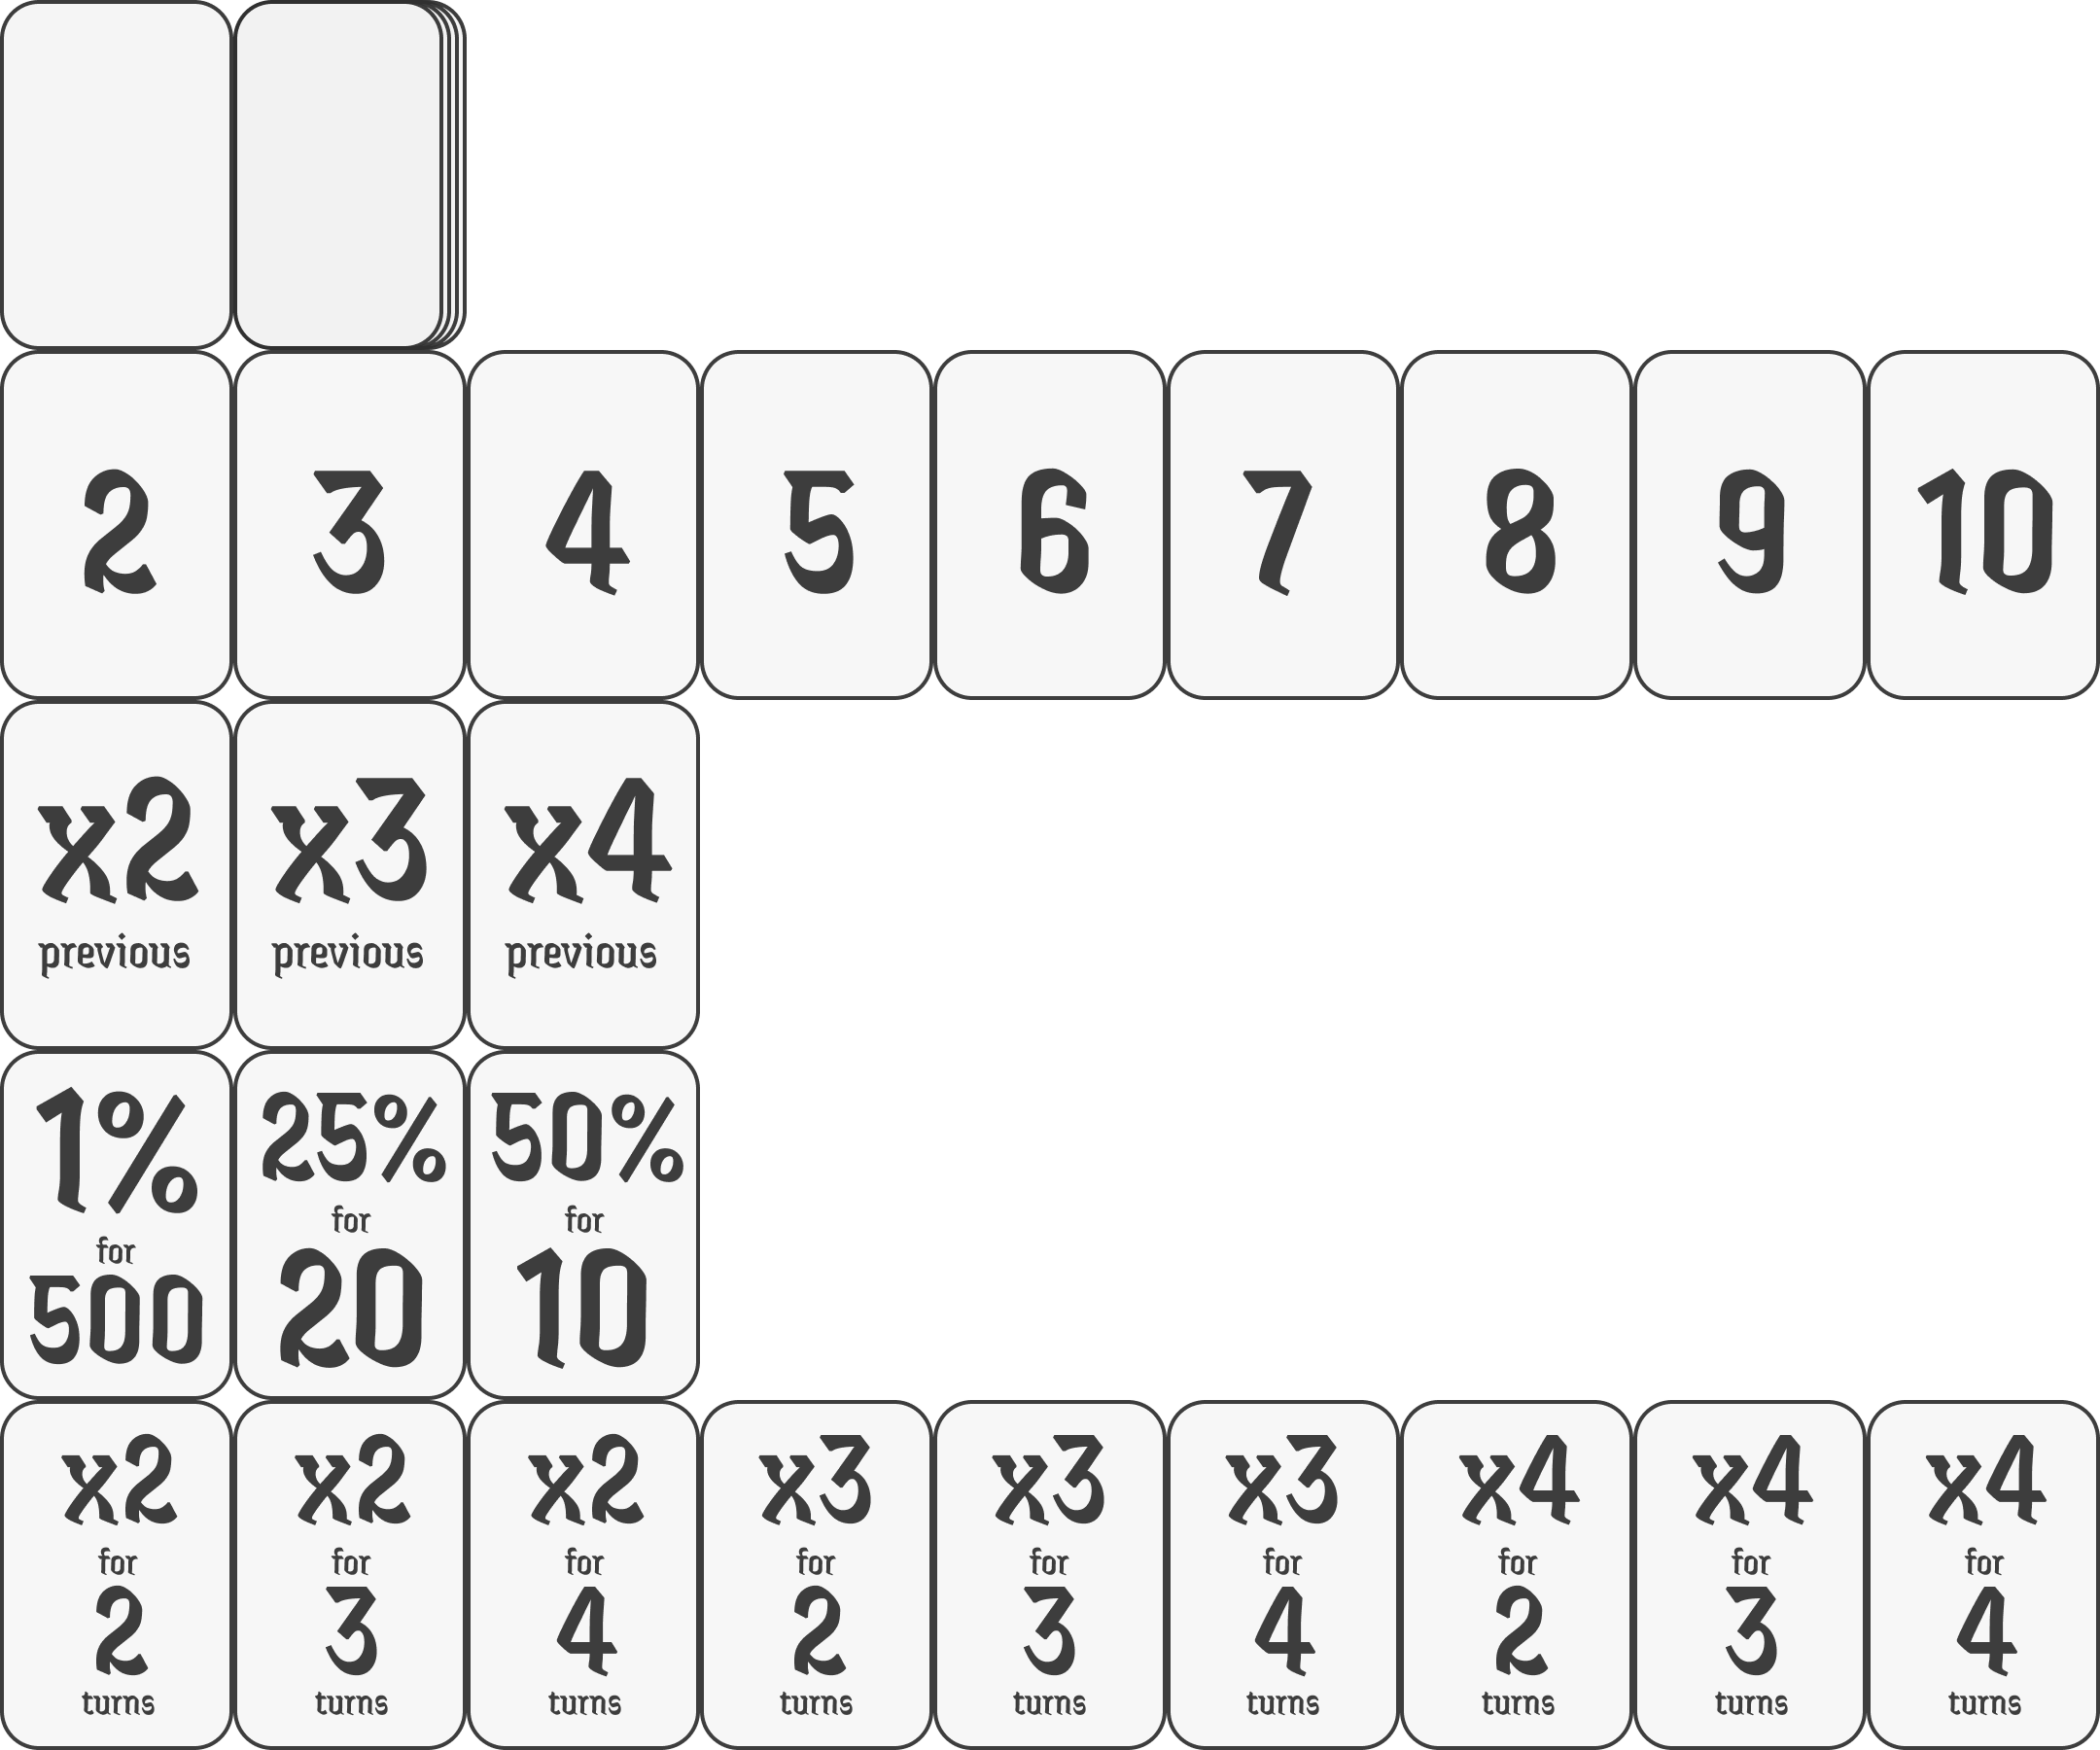 2 3 4 5 6 7 8 9 10
x2 x3 x4
previous previous previous
1% 25% 50%
for for for
500 20 10
x2 x2 x2 x3 x3 x3 x4 x4 x4
for for for for for for for for for
2 3 4 2 3 4 2 3 4
turns turns turns turns turns turns turns turns turns